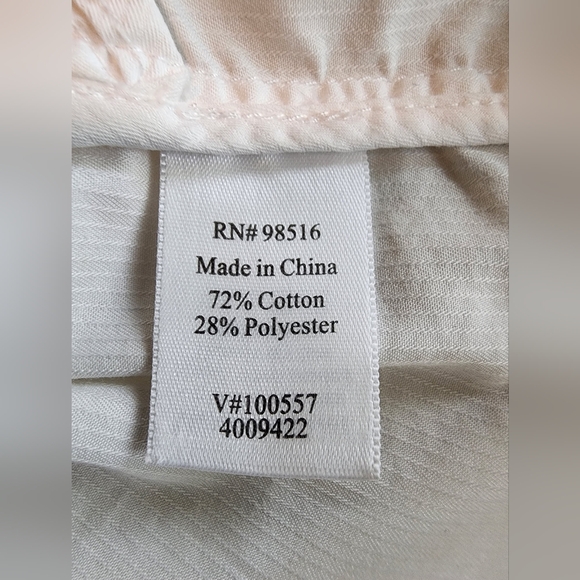 RN# 98516
Made in China
72% Cotton
28% Polyester
V#100557
4009422